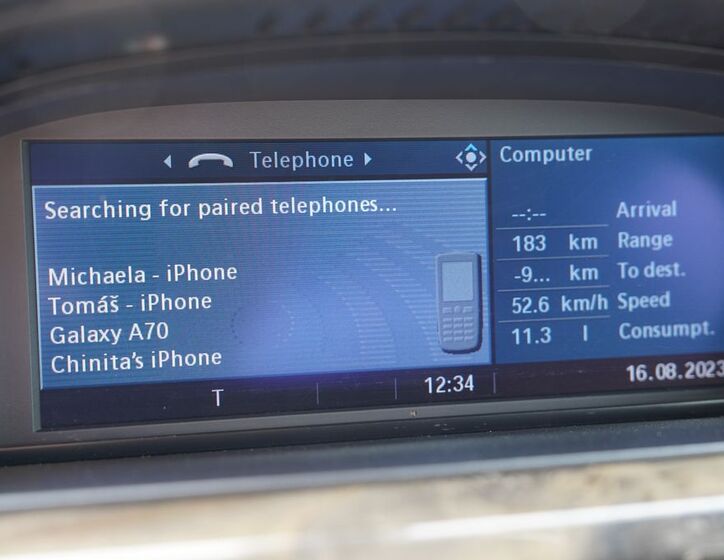 Telephone
Searching for paired telephones...
Michaela - iPhone
Tomáš - iPhone
Galaxy A70
Chinita's iPhone
T
12:34
Computer
--:-- Arrival
183 km Range
-9... km To dest.
52.6 km/h Speed
11.3 l Consumpt.
16.08.2023